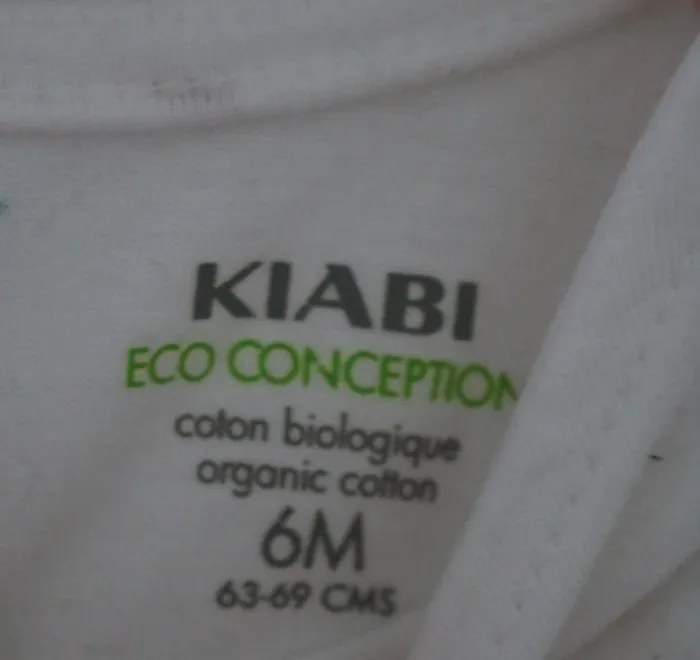 KIABI
ECO CONCEPTION
coton biologique
organic cotton
6M
63-69 CMS